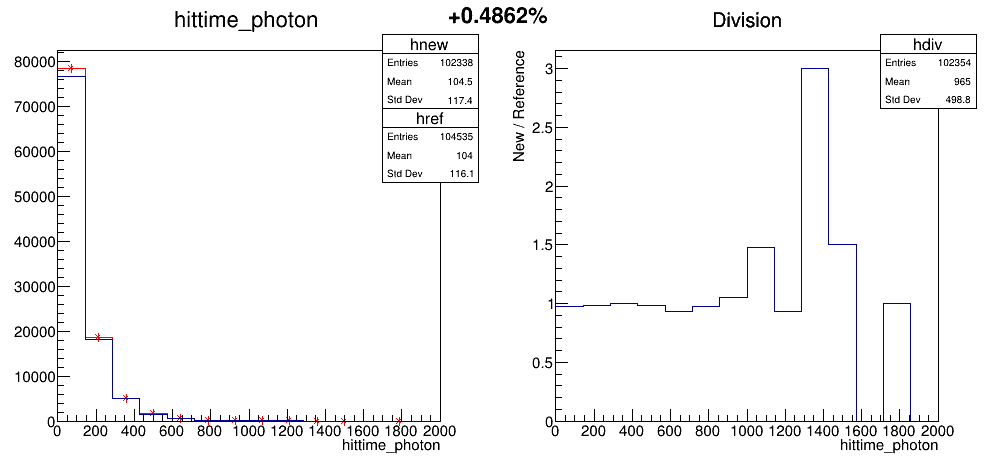 hittime_photon
+0.4862%
Division
hnew
Entries 102338
Mean 104.5
Std Dev 117.4
href
Entries 104535
Mean 104
Std Dev 116.1
80000
70000
60000
50000
40000
30000
20000
10000
0
0 200 400 600 800 1000 1200 1400 1600 1800 2000
hittime_photon
hdiv
Entries 102354
Mean 965
Std Dev 498.8
New / Reference
3
2.5
2
1.5
1
0.5
0
0 200 400 600 800 1000 1200 1400 1600 1800 2000
hittime_photon